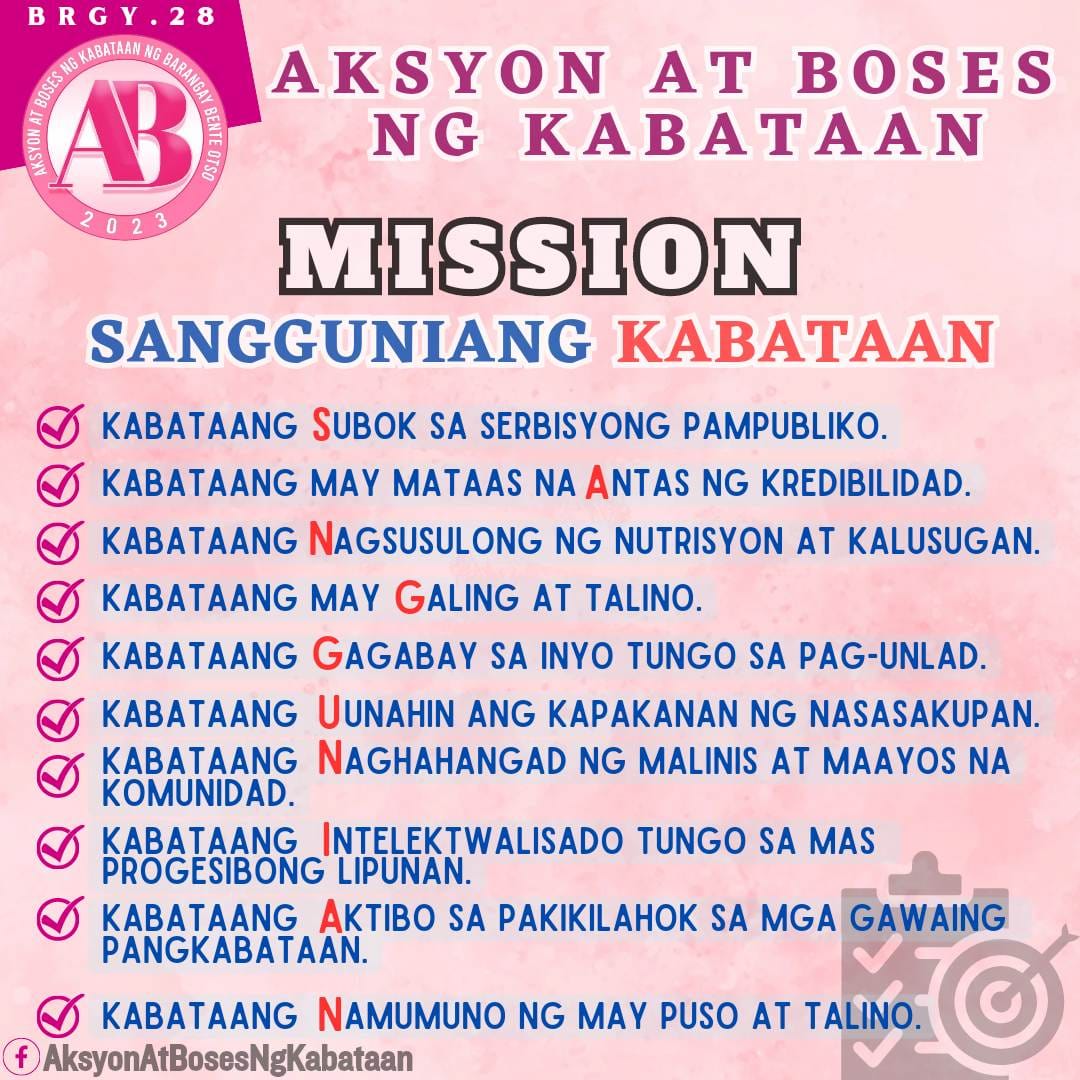 BRGY.28
AKSYON AT BOSES NG KABATAAN NG BARANGAY BENTE OTSO
AB
2023
AKSYON AT BOSES
NG KABATAAN
MISSION
SANGGUNIANG KABATAAN
KABATAANG SUBOK SA SERBISYONG PAMPUBLIKO.
KABATAANG MAY MATAAS NA ANTAS NG KREDIBILIDAD.
KABATAANG NAGSUSULONG NG NUTRISYON AT KALUSUGAN.
KABATAANG MAY GALING AT TALINO.
KABATAANG GAGABAY SA INYO TUNGO SA PAG-UNLAD.
KABATAANG UUNAHIN ANG KAPAKANAN NG NASASAKUPAN.
KABATAANG NAGHAHANGAD NG MALINIS AT MAAYOS NA
KOMUNIDAD.
KABATAANG INTELEKTWALISADO TUNGO SA MAS
PROGESIBONG LIPUNAN.
KABATAANG AKTIBO SA PAKIKILAHOK SA MGA GAWAING
PANGKABATAAN.
KABATAANG NAMUMUNO NG MAY PUSO AT TALINO.
AksyonAtBosesNgKabataan